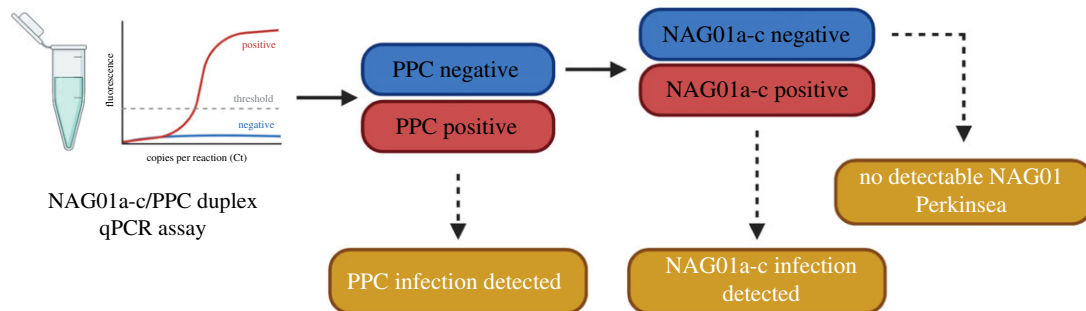 fluorescence
positive
threshold
negative
copies per reaction (Ct)
NAG01a-c/PPC duplex
qPCR assay
PPC negative
PPC positive
NAG01a-c negative
NAG01a-c positive
PPC infection detected
NAG01a-c infection
detected
no detectable NAG01
Perkinsea